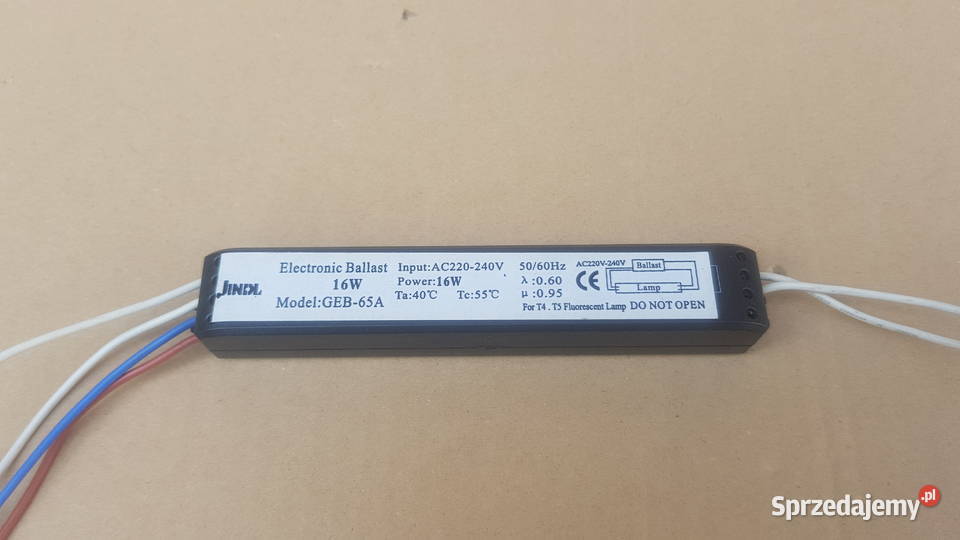 JINDL
Electronic Ballast
16W
Model:GEB-65A
Input:AC220-240V 50/60Hz
Power:16W λ:0.60
Ta:40℃ Tc:55℃ μ:0.95
AC220V-240V
CE
Ballast
Lamp
For T4 . T5 Fluorescent Lamp DO NOT OPEN
Sprzedajemy.pl